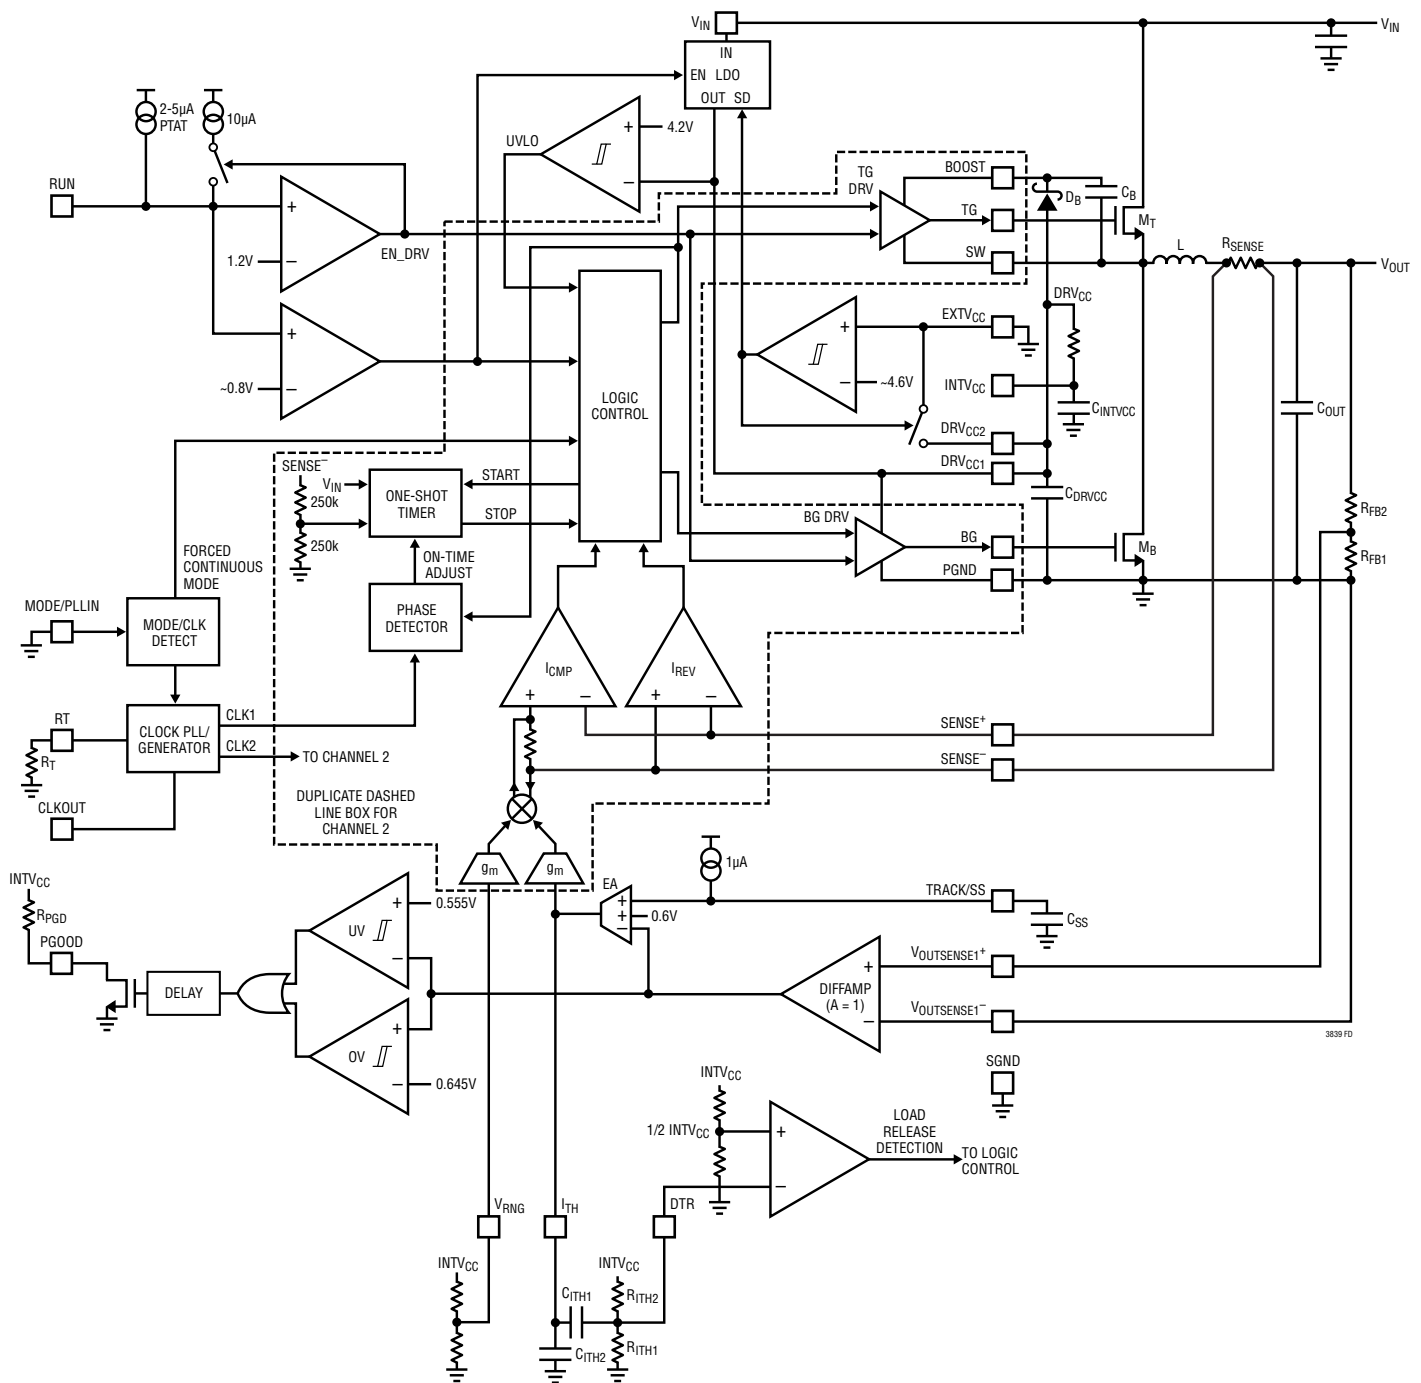 VIN
VIN
IN
EN LDO
OUT SD
2-5µA
PTAT
10µA
UVLO
+
4.2V
–
RUN
+
1.2V
–
EN_DRV
TG
DRV
BOOST
TG
SW
DB
CB
MT
L
RSENSE
VOUT
+
~0.8V
–
LOGIC
CONTROL
EXTVCC
+
–
~4.6V
DRVCC
INTVCC
CINTVCC
DRVCC2
DRVCC1
CDRVCC
COUT
SENSE–
VIN
250k
250k
ONE-SHOT
TIMER
START
STOP
BG DRV
BG
PGND
MB
RFB2
RFB1
FORCED
CONTINUOUS
MODE
ON-TIME
ADJUST
PHASE
DETECTOR
MODE/PLLIN
MODE/CLK
DETECT
ICMP
+
–
IREV
+
–
RT
RT
CLOCK PLL/
GENERATOR
CLK1
CLK2
TO CHANNEL 2
SENSE+
SENSE–
CLKOUT
DUPLICATE DASHED
LINE BOX FOR
CHANNEL 2
gm
gm
1µA
EA
+
+
–
0.6V
TRACK/SS
CSS
INTVCC
RPGD
PGOOD
DELAY
UV
+
–
0.555V
OV
+
–
0.645V
DIFFAMP
(A = 1)
+
–
VOUTSENSE1+
VOUTSENSE1–
3839 FD
SGND
INTVCC
1/2 INTVCC
+
–
LOAD
RELEASE
DETECTION
TO LOGIC
CONTROL
VRNG
ITH
DTR
INTVCC
INTVCC
CITH1
RITH2
CITH2
RITH1